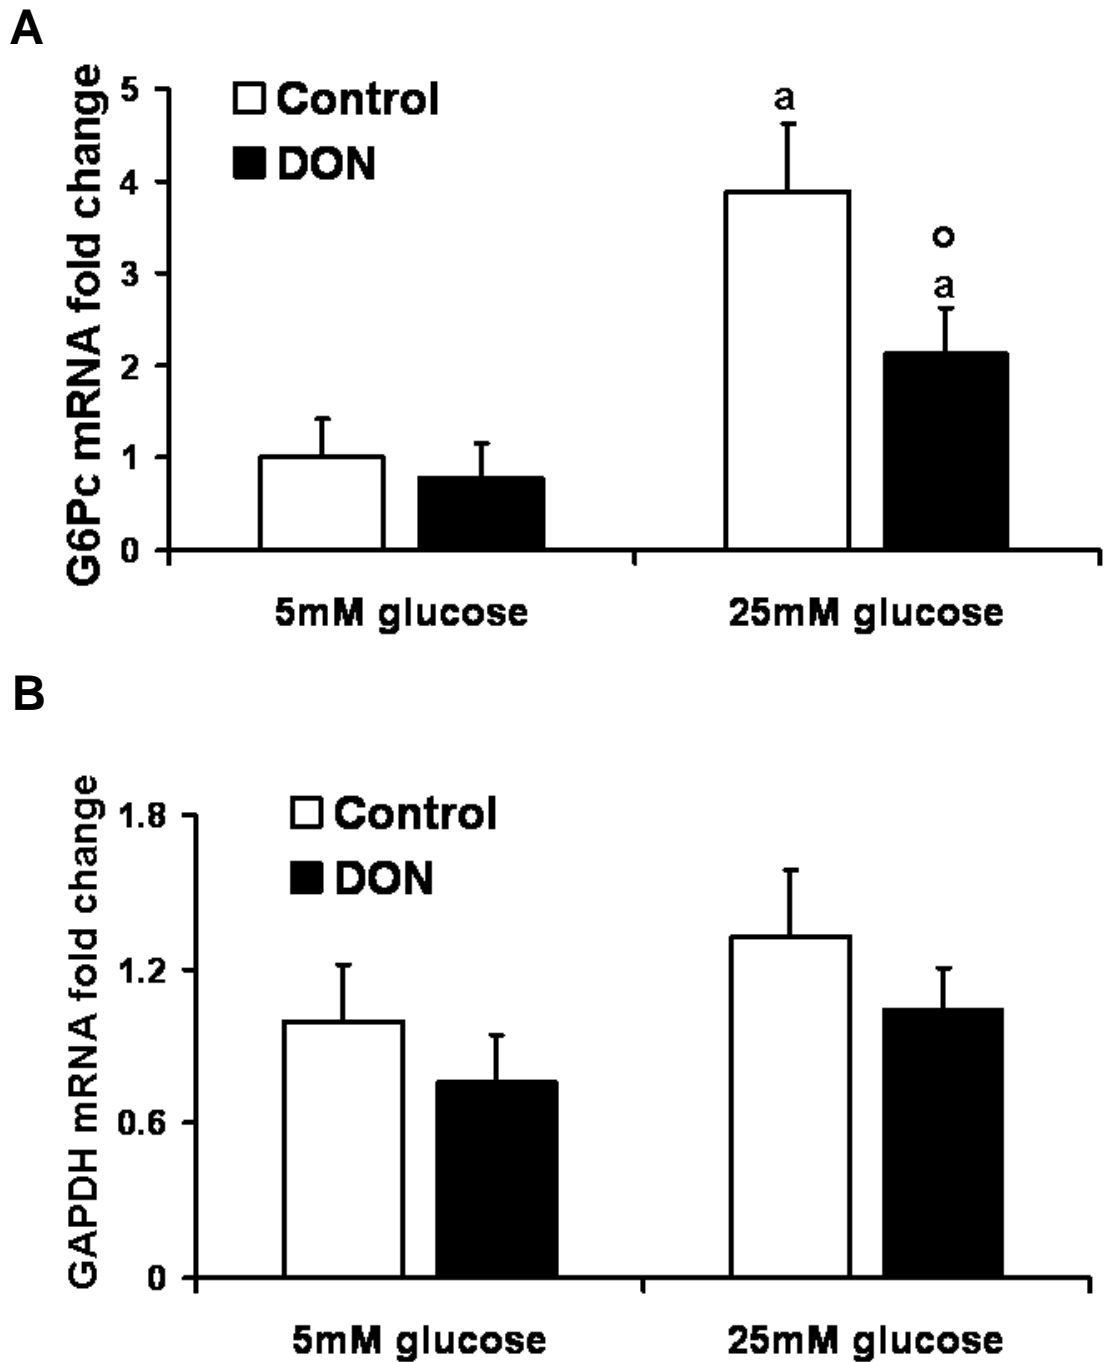 A
G6Pc mRNA fold change
5
4
3
2
1
0
Control
DON
a
o
a
5mM glucose
25mM glucose
B
GAPDH mRNA fold change
1.8
1.2
0.6
0
Control
DON
5mM glucose
25mM glucose